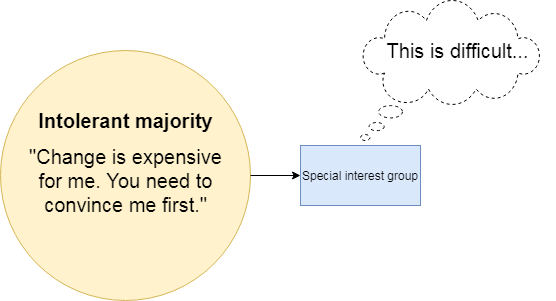 This is difficult...
Intolerant majority
"Change is expensive
for me. You need to
convince me first."
Special interest group